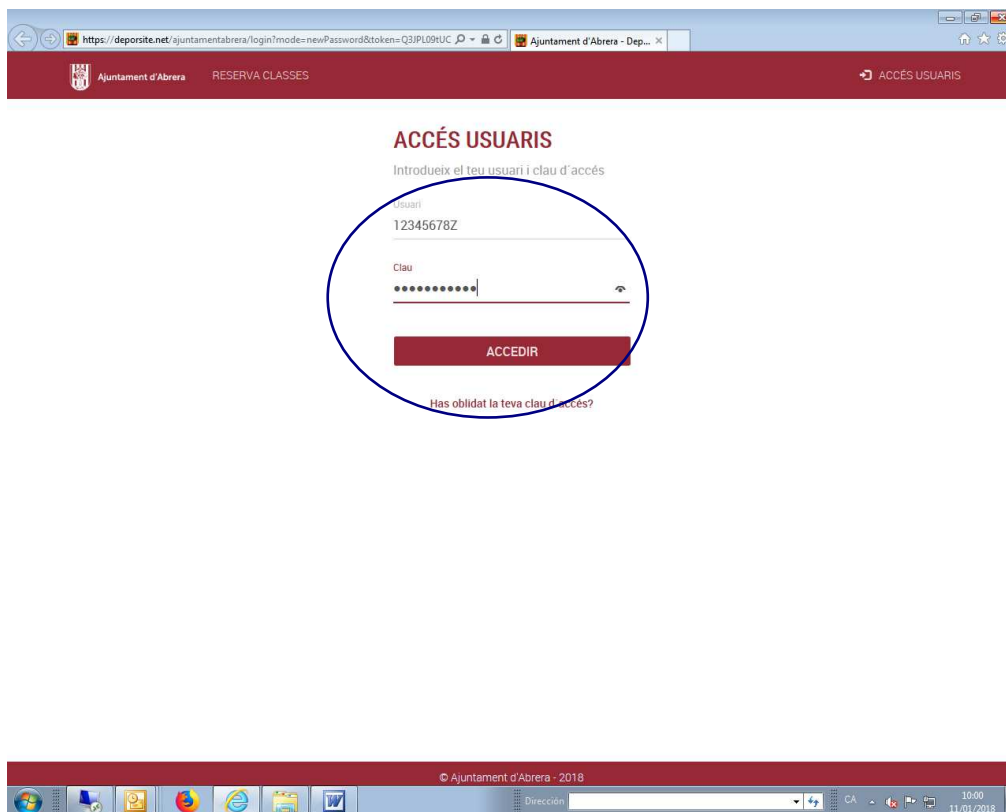 https://deporsite.net/ajuntamentabrera/login?mode=newPassword&token=Q3JPL09tUC
Ajuntament d'Abrera - Dep...
Ajuntament d'Abrera
RESERVA CLASSES
ACCÉS USUARIS
ACCÉS USUARIS
Introdueix el teu usuari i clau d´accés
Usuari
12345678Z
Clau
ACCEDIR
Has oblidat la teva clau d´accés?
© Ajuntament d'Abrera - 2018
Dirección
CA
10:00
11/01/2018